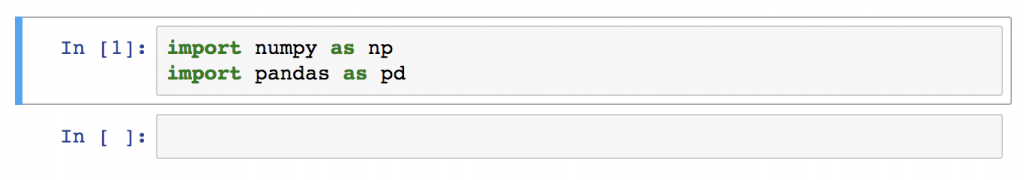 In [1]: import numpy as np
import pandas as pd
In [ ]: